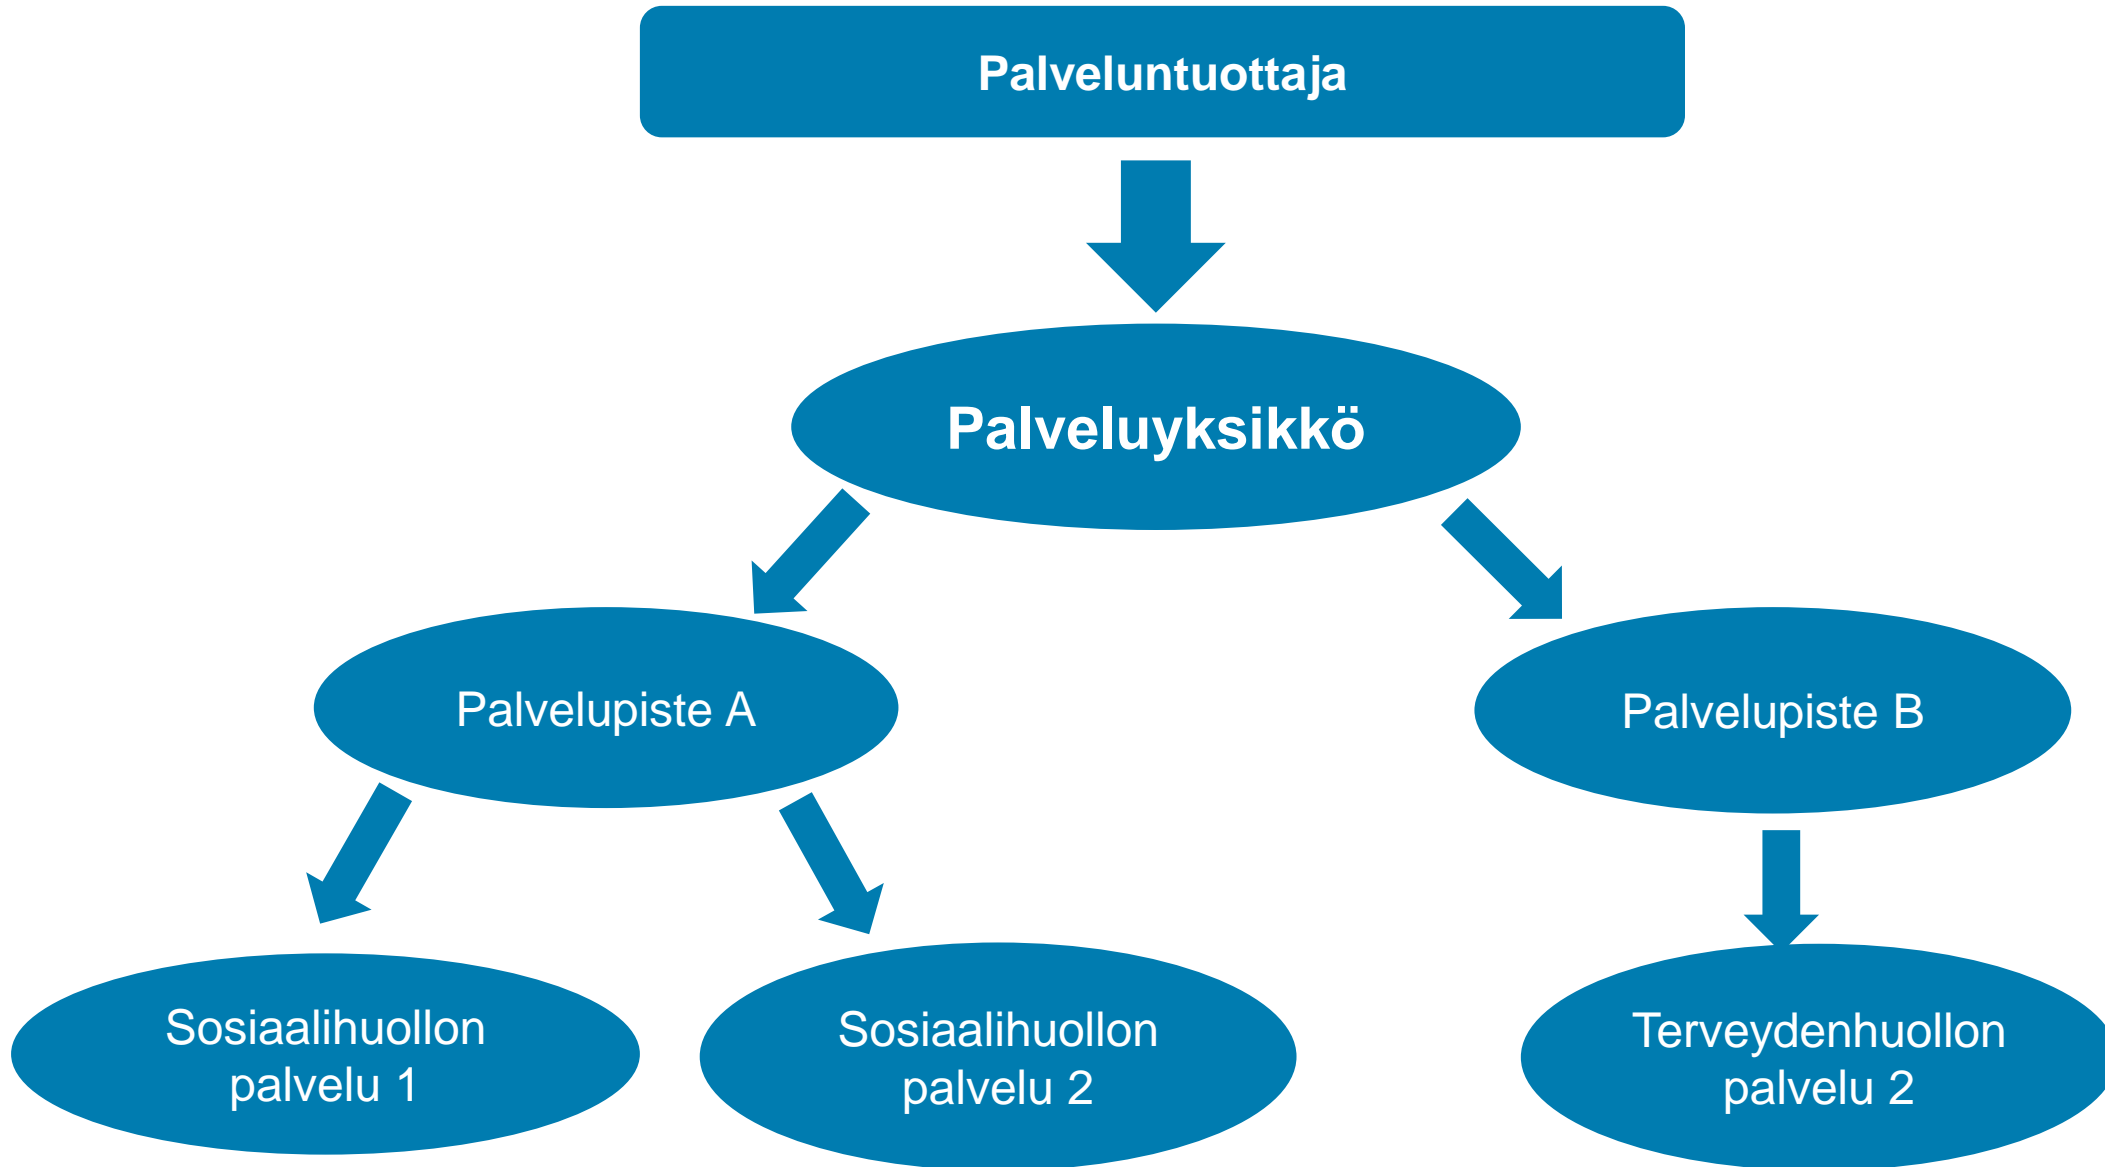 Palveluntuottaja
Palveluyksikkö
Palvelupiste A
Palvelupiste B
Sosiaalihuollon
palvelu 1
Sosiaalihuollon
palvelu 2
Terveydenhuollon
palvelu 2